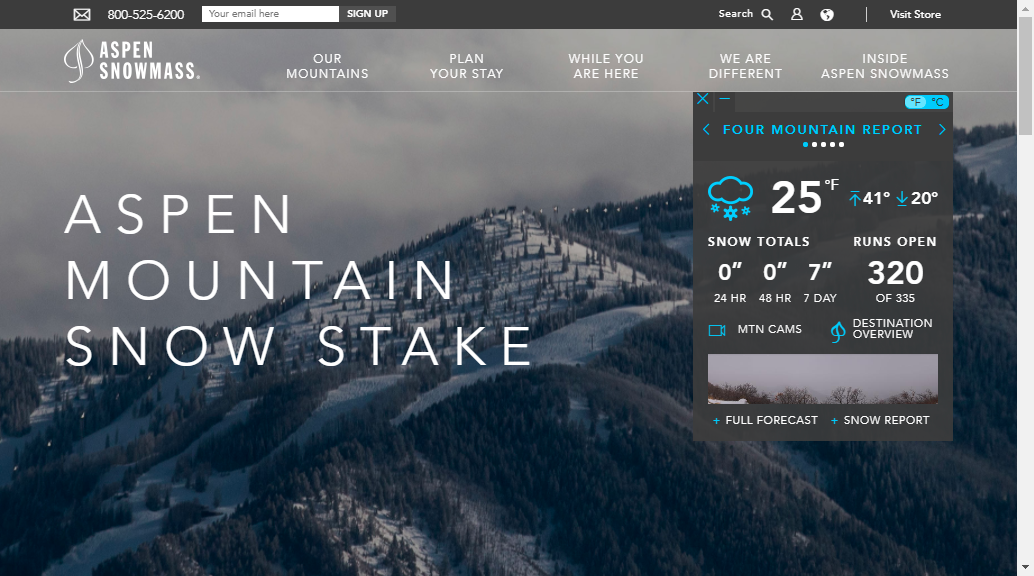 800-525-6200
Your email here
SIGN UP
Search
Visit Store
ASPEN
SNOWMASS.
OUR
MOUNTAINS
PLAN
YOUR STAY
WHILE YOU
ARE HERE
WE ARE
DIFFERENT
INSIDE
ASPEN SNOWMASS
ASPEN
MOUNTAIN
SNOW STAKE
°F °C
FOUR MOUNTAIN REPORT
25°F 41° 20°
SNOW TOTALS
0” 0” 7”
24 HR 48 HR 7 DAY
RUNS OPEN
320
OF 335
MTN CAMS
DESTINATION
OVERVIEW
+ FULL FORECAST + SNOW REPORT